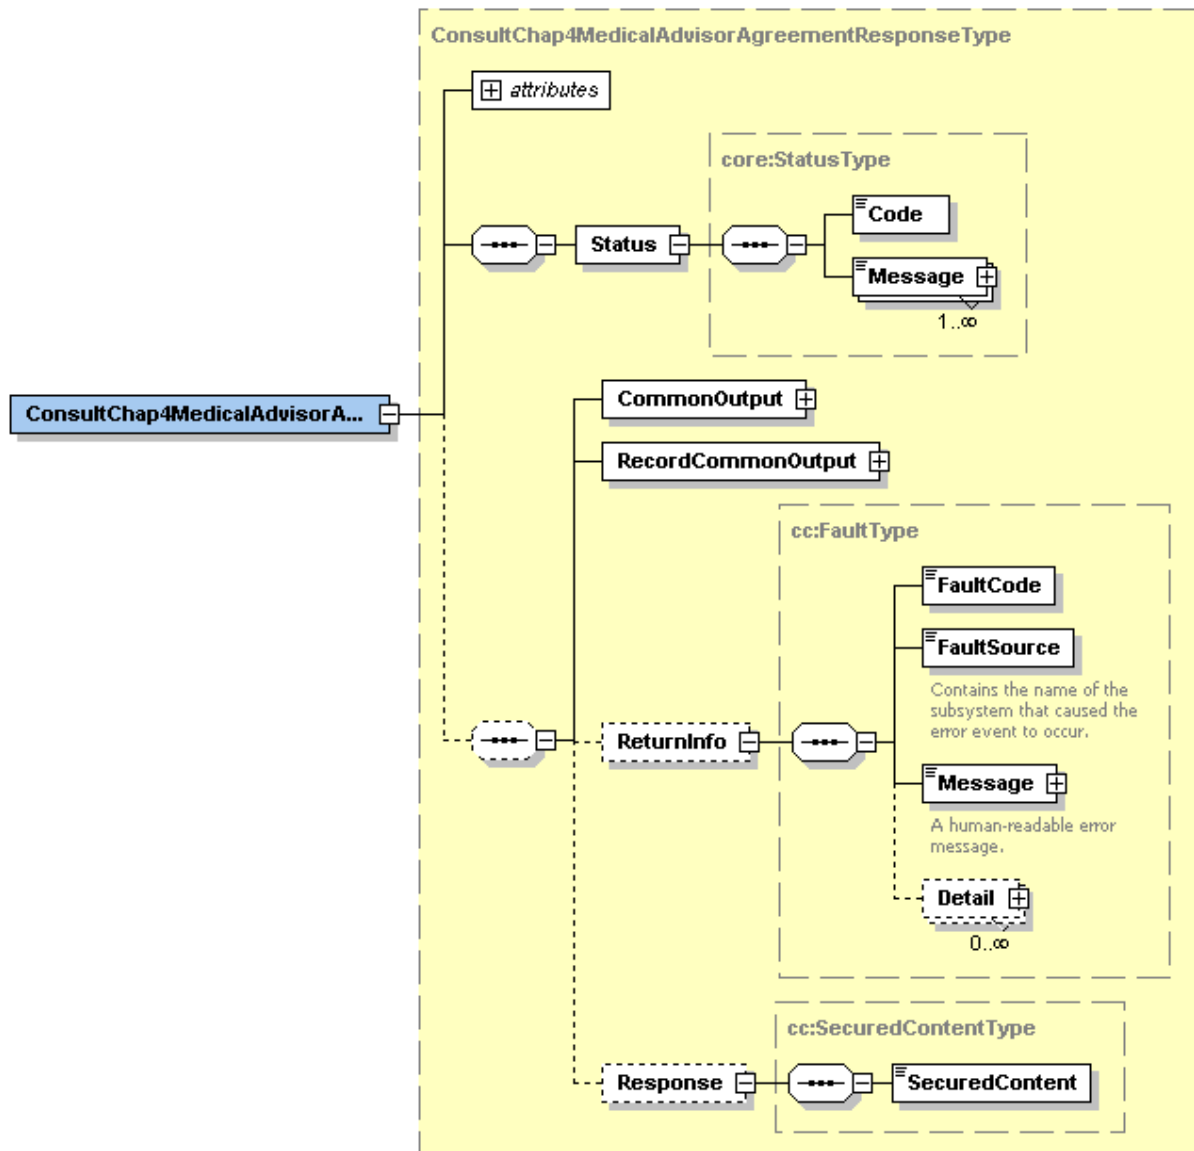 ConsultChap4MedicalAdvisorAgreementResponseType
attributes
core:StatusType
Code
Status
Message
1..∞
ConsultChap4MedicalAdvisorA...
CommonOutput
RecordCommonOutput
cc:FaultType
FaultCode
FaultSource
Contains the name of the
subsystem that caused the
error event to occur.
ReturnInfo
Message
A human-readable error
message.
Detail
0..∞
cc:SecuredContentType
Response
SecuredContent